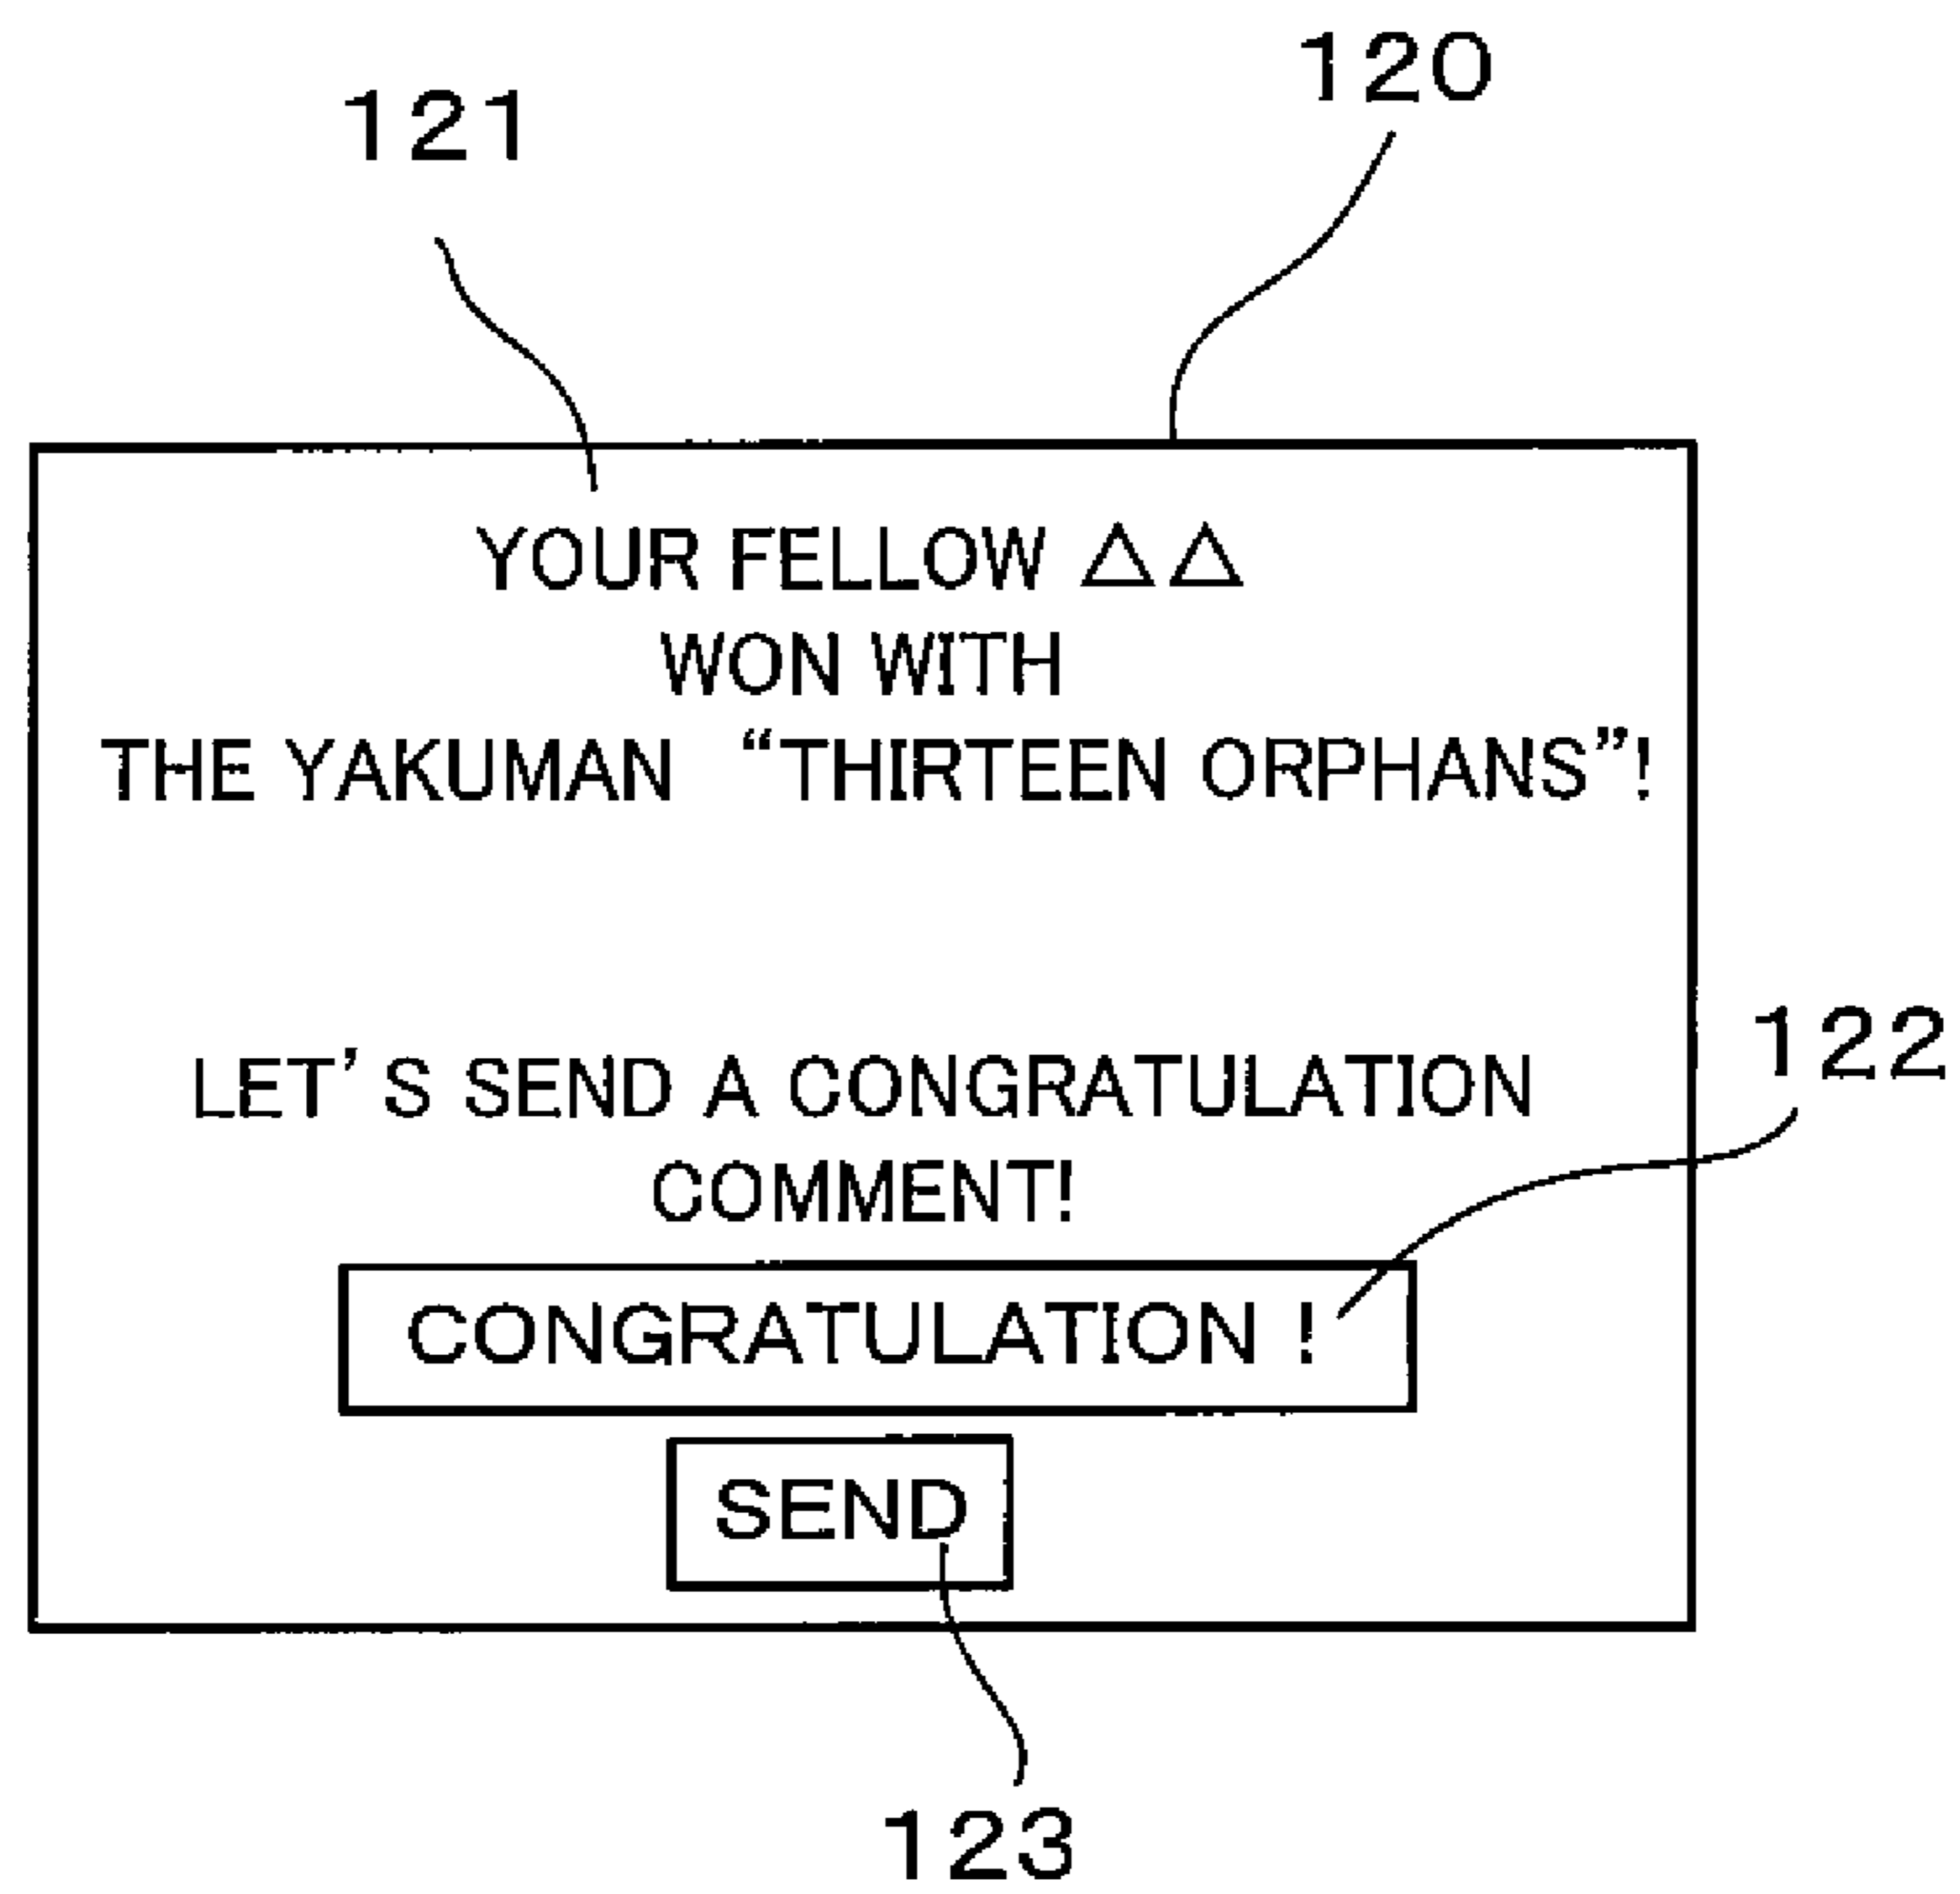 120
121
YOUR FELLOW △△
WON WITH
THE YAKUMAN “THIRTEEN ORPHANS”!
122
LET'S SEND A CONGRATULATION
COMMENT!
CONGRATULATION !
SEND
123